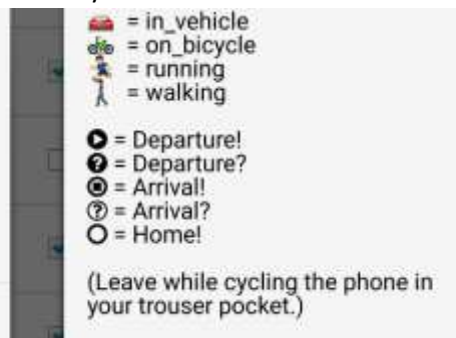 = in_vehicle
= on_bicycle
= running
= walking
= Departure!
= Departure?
= Arrival!
= Arrival?
= Home!
(Leave while cycling the phone in
your trouser pocket.)